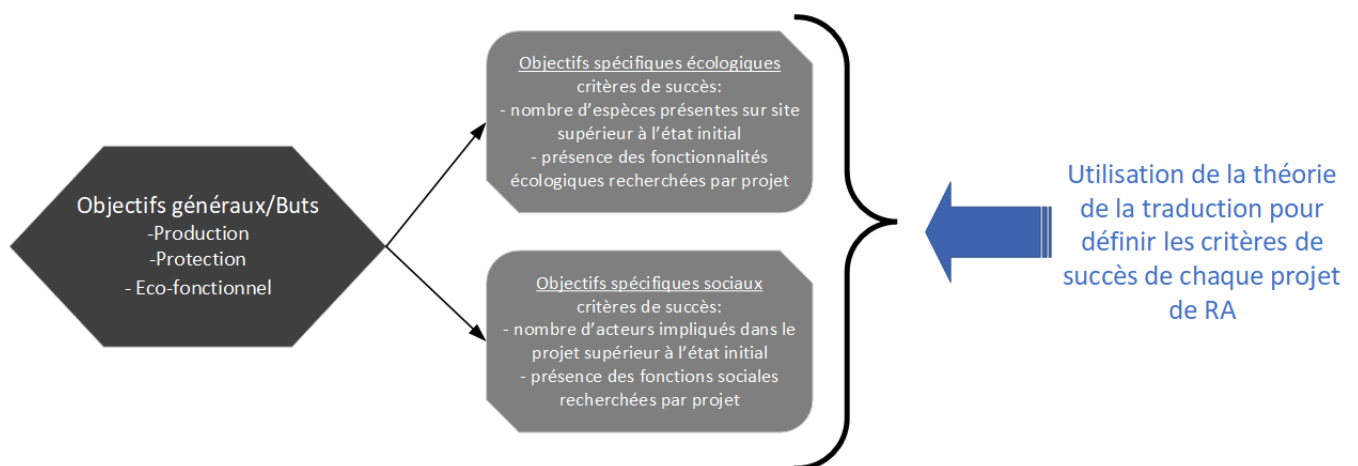 Objectifs généraux/Buts
-Production
-Protection
- Eco-fonctionnel
Objectifs spécifiques écologiques
critères de succès:
- nombre d’espèces présentes sur site
supérieur à l’état initial
- présence des fonctionnalités
écologiques recherchées par projet
Objectifs spécifiques sociaux
critères de succès:
- nombre d’acteurs impliqués dans le
projet supérieur à l’état initial
- présence des fonctions sociales
recherchées par projet
Utilisation de la théorie
de la traduction pour
définir les critères de
succès de chaque projet
de RA